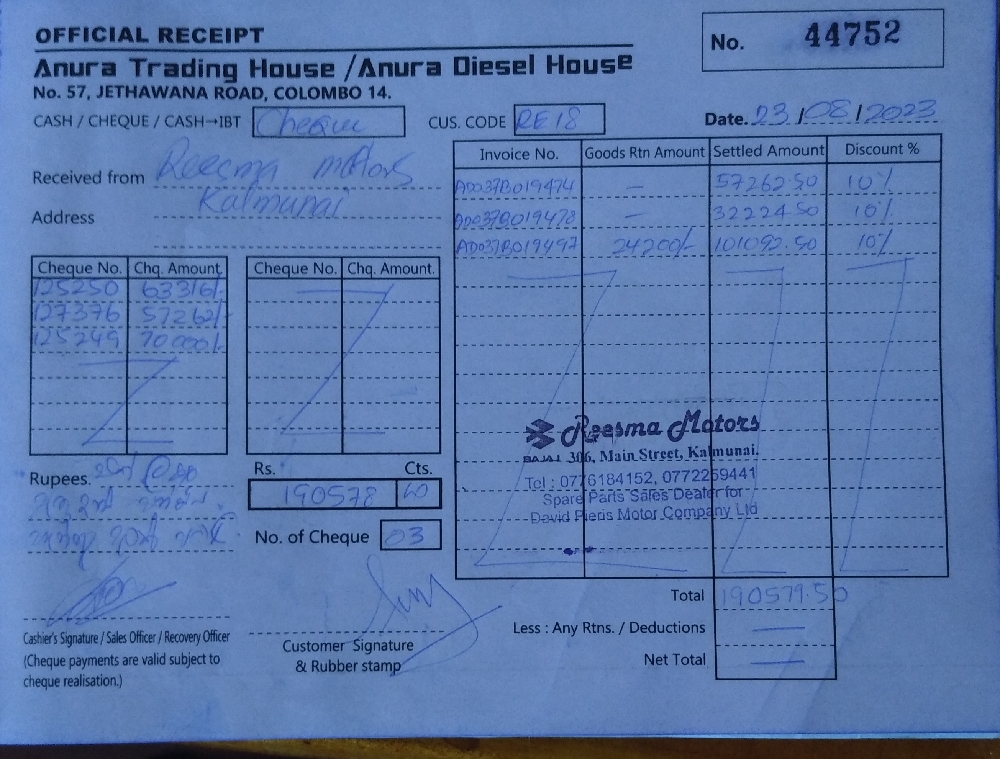 OFFICIAL RECEIPT
No. 44752
Anura Trading House / Anura Diesel House
No. 57, JETHAWANA ROAD, COLOMBO 14.
CASH / CHEQUE / CASH→IBT Cheque
CUS. CODE RE18
Date. 23/08/2023
Received from Reesma motors
Address Kalmunai
Invoice No. Goods Rtn Amount Settled Amount Discount %
AD037B019474 — 57262.50 10%
AD037B019478 — 32224.50 10%
AD037B019497 24200/- 101092.50 10%
Cheque No. Chq. Amount Cheque No. Chq. Amount
125250 63316/-
127376 57262/-
125249 70000/-
Reesma Motors
BAJAJ 306, Main Street, Kalmunai.
Tel : 0776184152, 0772259441
Spare Parts Sales Dealer for
David Pieris Motor Company Ltd
Rupees.
Rs. Cts.
190578
No. of Cheque 03
Total 190579.50
Less : Any Rtns. / Deductions —
Net Total —
Cashier's Signature / Sales Officer / Recovery Officer
(Cheque payments are valid subject to
cheque realisation.)
Customer Signature
& Rubber stamp